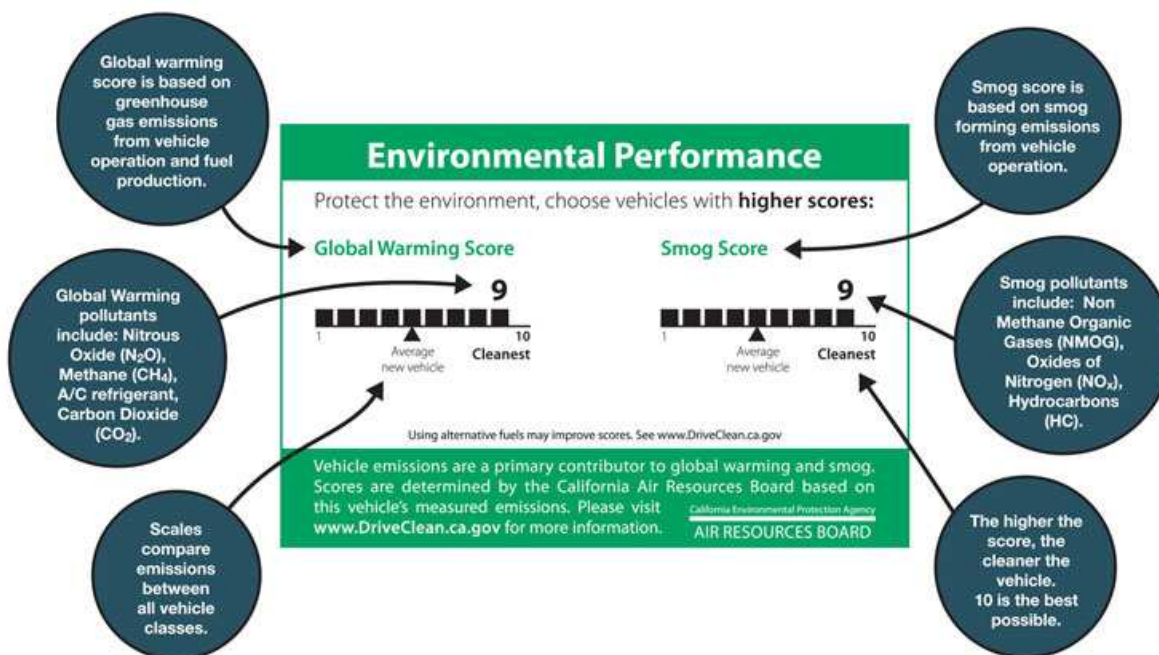 Global warming
score is based on
greenhouse
gas emissions
from vehicle
operation and fuel
production.
Smog score is
based on smog
forming emissions
from vehicle
operation.
Environmental Performance
Protect the environment, choose vehicles with higher scores:
Global Warming Score
Smog Score
9
9
1
10
Average
new vehicle
Cleanest
1
10
Average
new vehicle
Cleanest
Global Warming
pollutants
include: Nitrous
Oxide (N₂O),
Methane (CH₄),
A/C refrigerant,
Carbon Dioxide
(CO₂).
Smog pollutants
include: Non
Methane Organic
Gases (NMOG),
Oxides of
Nitrogen (NOₓ),
Hydrocarbons
(HC).
Using alternative fuels may improve scores. See www.DriveClean.ca.gov
Vehicle emissions are a primary contributor to global warming and smog.
Scores are determined by the California Air Resources Board based on
this vehicle's measured emissions. Please visit
www.DriveClean.ca.gov for more information.
California Environmental Protection Agency
AIR RESOURCES BOARD
Scales
compare
emissions
between
all vehicle
classes.
The higher the
score, the
cleaner the
vehicle.
10 is the best
possible.